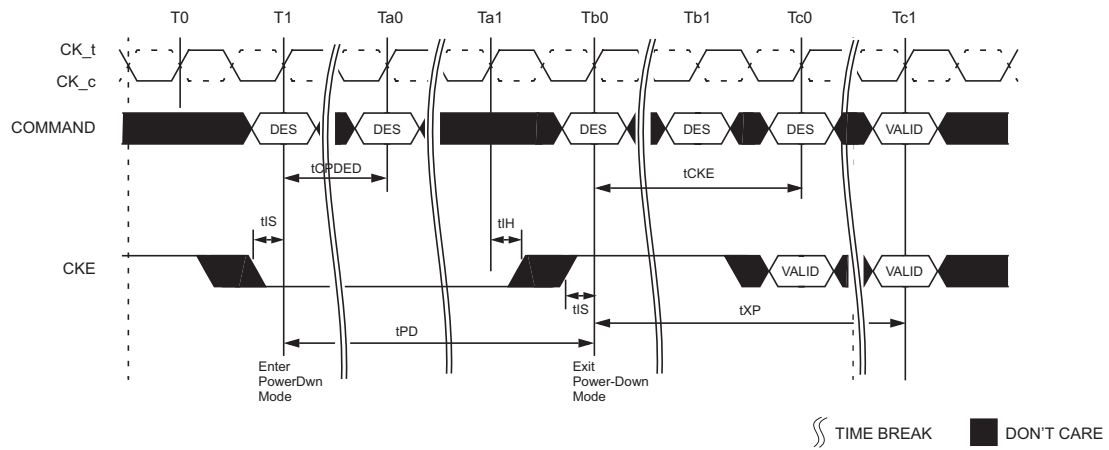 T0 T1 Ta0 Ta1 Tb0 Tb1 Tc0 Tc1
CK_t
CK_c
COMMAND DES DES DES DES DES VALID
tCPDED tCKE
tIS tIH
CKE VALID VALID
tIS tXP
tPD
Enter
PowerDwn
Mode
Exit
Power-Down
Mode
TIME BREAK DON'T CARE